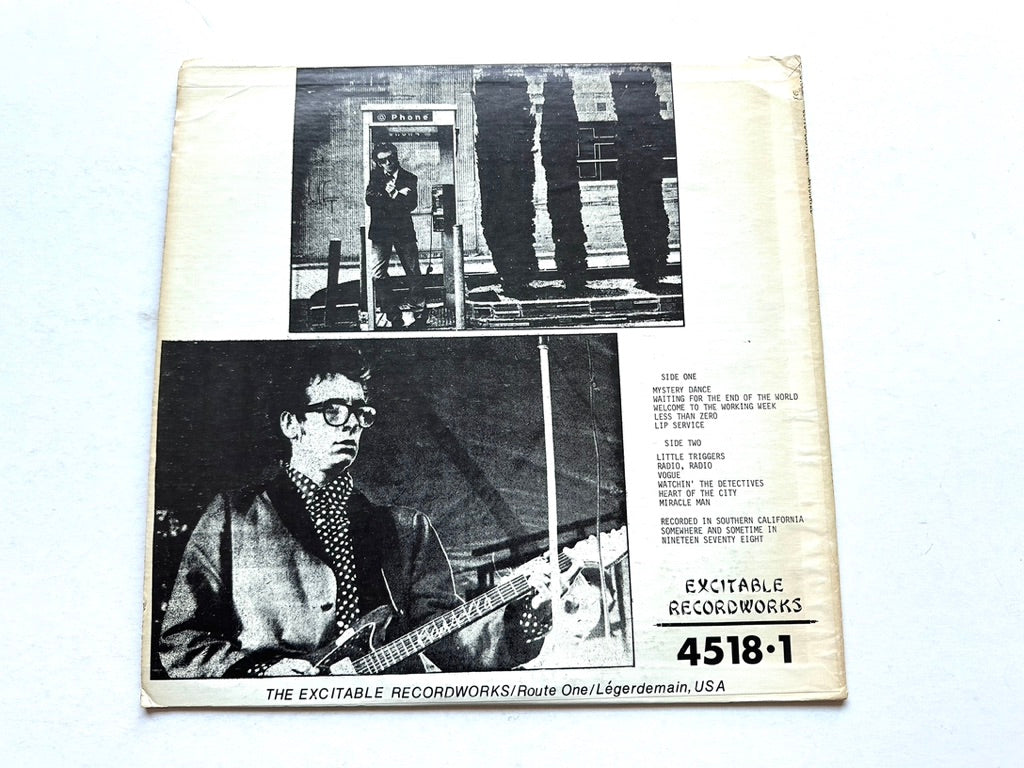 @ Phone
SIDE ONE
MYSTERY DANCE
WAITING FOR THE END OF THE WORLD
WELCOME TO THE WORKING WEEK
LESS THAN ZERO
LIP SERVICE
SIDE TWO
LITTLE TRIGGERS
RADIO, RADIO
VOGUE
WATCHIN' THE DETECTIVES
HEART OF THE CITY
MIRACLE MAN
RECORDED IN SOUTHERN CALIFORNIA
SOMEWHERE AND SOMETIME IN
NINETEEN SEVENTY EIGHT
EXCITABLE
RECORDWORKS
4518·1
THE EXCITABLE RECORDWORKS/Route One/Légerdemain, USA